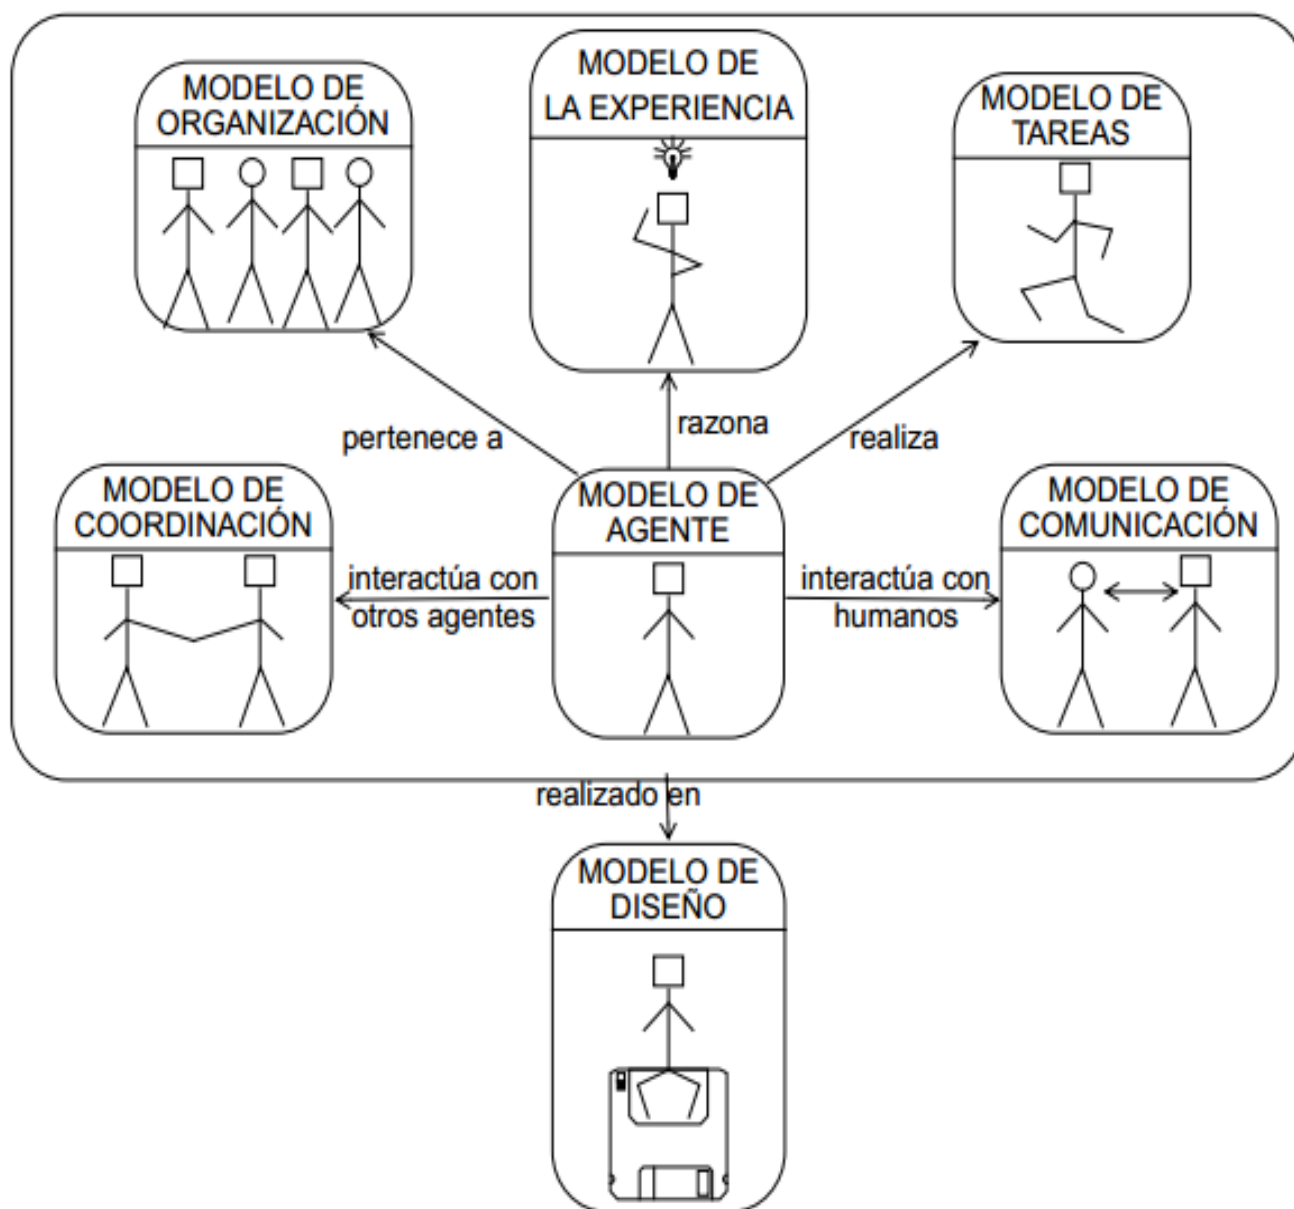 MODELO DE
ORGANIZACIÓN
MODELO DE
LA EXPERIENCIA
MODELO DE
TAREAS
pertenece a
razona
realiza
MODELO DE
COORDINACIÓN
MODELO DE
AGENTE
MODELO DE
COMUNICACIÓN
interactúa con
otros agentes
interactúa con
humanos
realizado en
MODELO DE
DISEÑO